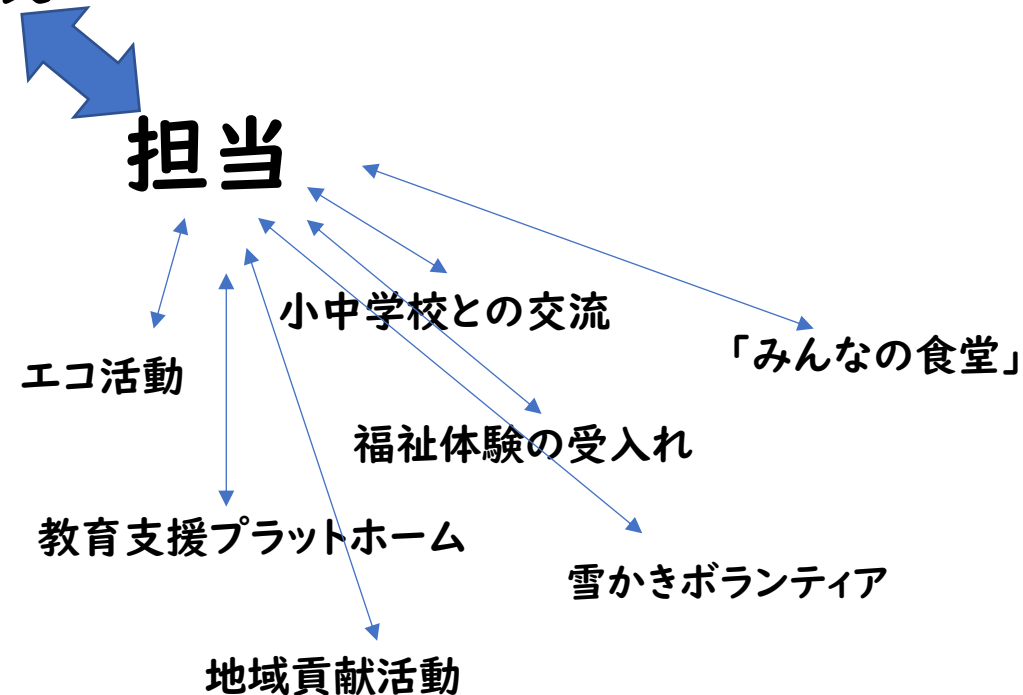 担当
小中学校との交流
「みんなの食堂」
エコ活動
福祉体験の受入れ
教育支援プラットホーム
雪かきボランティア
地域貢献活動